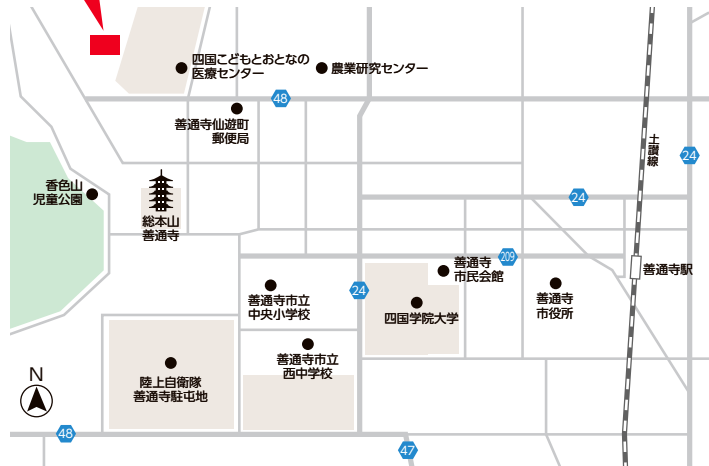 四国こどもとおとなの
医療センター
農業研究センター
48
善通寺仙遊町
郵便局
土讃線
24
香色山
児童公園
24
総本山
善通寺
善通寺
市民会館
209
善通寺駅
善通寺市立
中央小学校
24
善通寺
市役所
四国学院大学
善通寺市立
西中学校
陸上自衛隊
善通寺駐屯地
N
48
47